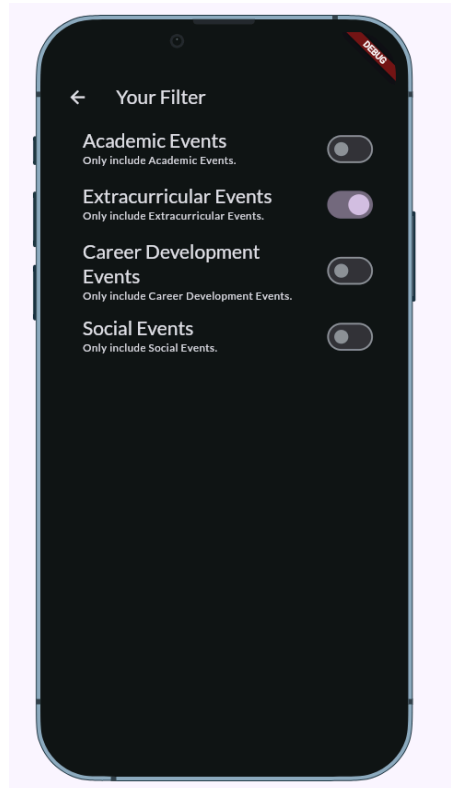 DEBUG
Your Filter
Academic Events
Only include Academic Events.
Extracurricular Events
Only include Extracurricular Events.
Career Development
Events
Only include Career Development Events.
Social Events
Only include Social Events.